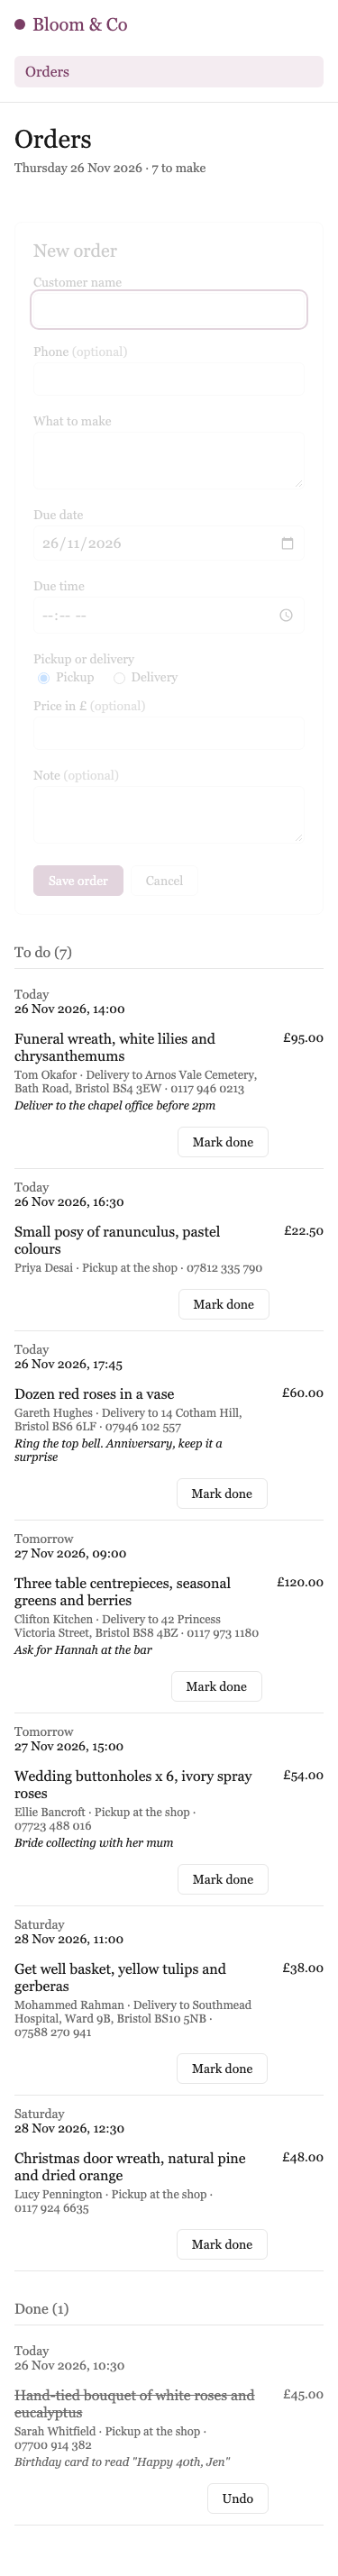 Bloom & Co
Orders
Orders
Thursday 26 Nov 2026 · 7 to make
New order
Customer name
Phone (optional)
What to make
Due date
26/11/2026
Due time
--:-- --
Pickup or delivery
Pickup
Delivery
Price in £ (optional)
Note (optional)
Save order
Cancel
To do (7)
Today
26 Nov 2026, 14:00
Funeral wreath, white lilies and
chrysanthemums
£95.00
Tom Okafor · Delivery to Arnos Vale Cemetery,
Bath Road, Bristol BS4 3EW · 0117 946 0213
Deliver to the chapel office before 2pm
Mark done
Today
26 Nov 2026, 16:30
Small posy of ranunculus, pastel
colours
£22.50
Priya Desai · Pickup at the shop · 07812 335 790
Mark done
Today
26 Nov 2026, 17:45
Dozen red roses in a vase
£60.00
Gareth Hughes · Delivery to 14 Cotham Hill,
Bristol BS6 6LF · 07946 102 557
Ring the top bell. Anniversary, keep it a
surprise
Mark done
Tomorrow
27 Nov 2026, 09:00
Three table centrepieces, seasonal
greens and berries
£120.00
Clifton Kitchen · Delivery to 42 Princess
Victoria Street, Bristol BS8 4BZ · 0117 973 1180
Ask for Hannah at the bar
Mark done
Tomorrow
27 Nov 2026, 15:00
Wedding buttonholes x 6, ivory spray
roses
£54.00
Ellie Bancroft · Pickup at the shop ·
07723 488 016
Bride collecting with her mum
Mark done
Saturday
28 Nov 2026, 11:00
Get well basket, yellow tulips and
gerberas
£38.00
Mohammed Rahman · Delivery to Southmead
Hospital, Ward 9B, Bristol BS10 5NB ·
07588 270 941
Mark done
Saturday
28 Nov 2026, 12:30
Christmas door wreath, natural pine
and dried orange
£48.00
Lucy Pennington · Pickup at the shop ·
0117 924 6635
Mark done
Done (1)
Today
26 Nov 2026, 10:30
Hand-tied bouquet of white roses and
eucalyptus
£45.00
Sarah Whitfield · Pickup at the shop ·
07700 914 382
Birthday card to read "Happy 40th, Jen"
Undo